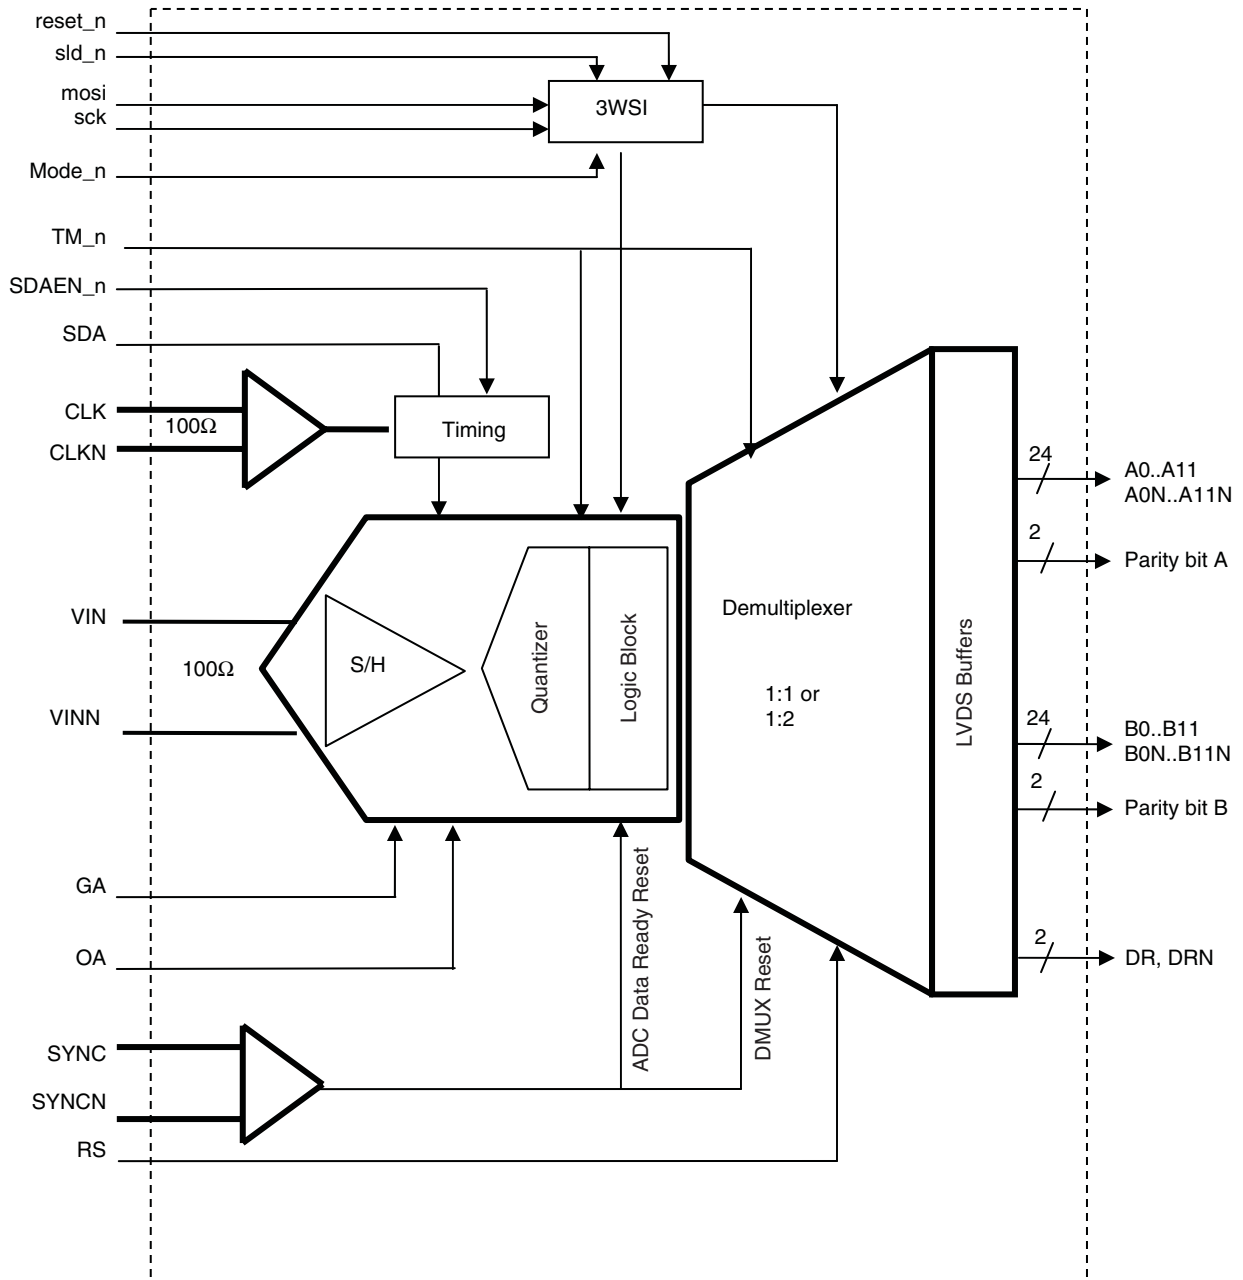 reset_n
sld_n
mosi
sck
3WSI
Mode_n
TM_n
SDAEN_n
SDA
CLK
100Ω
CLKN
Timing
24
A0..A11
A0N..A11N
2
Parity bit A
VIN
100Ω
VINN
S/H
Quantizer
Logic Block
Demultiplexer
1:1 or
1:2
LVDS Buffers
24
B0..B11
B0N..B11N
2
Parity bit B
GA
OA
ADC Data Ready Reset
DMUX Reset
2
DR, DRN
SYNC
SYNCN
RS